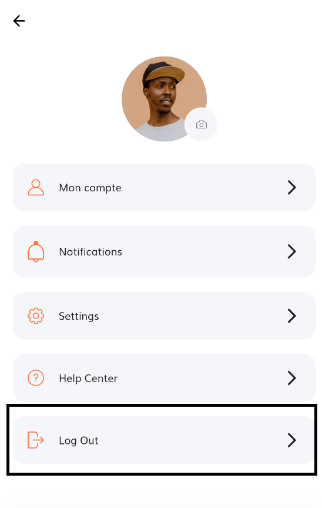 Mon compte
Notifications
Settings
Help Center
Log Out